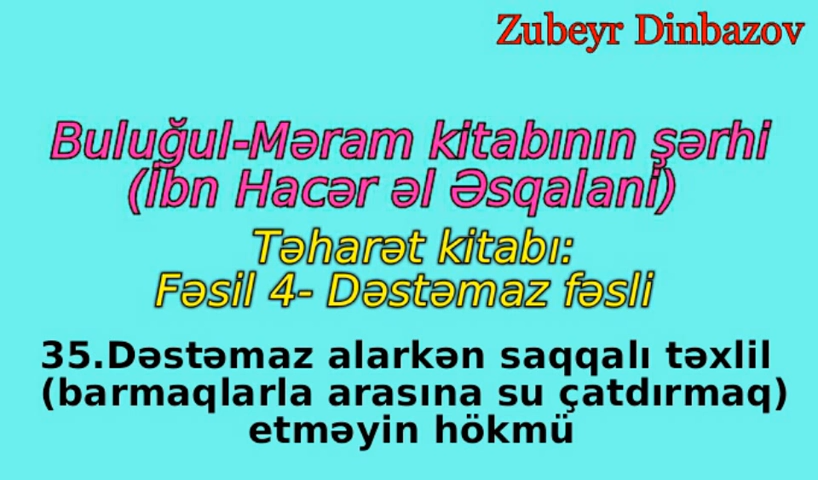 Zubeyr Dinbazov
Buluğul-Məram kitabının şərhi
(İbn Hacər əl Əsqalani)
Təharət kitabı:
Fəsil 4- Dəstəmaz fəsli
35.Dəstəmaz alarkən saqqalı təxlil
(barmaqlarla arasına su çatdırmaq)
etməyin hökmü